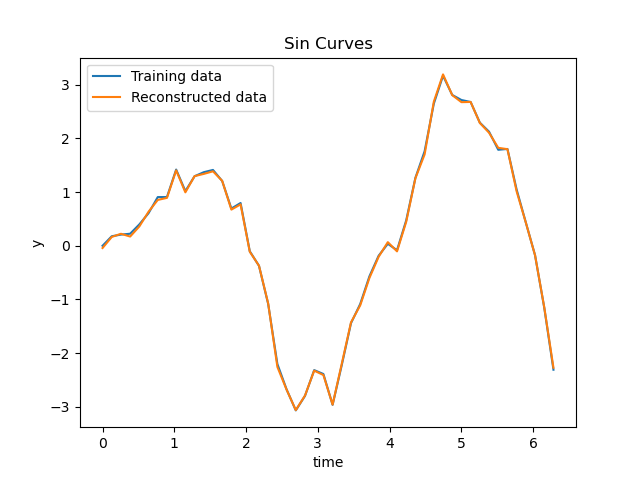 Sin Curves
Training data
Reconstructed data
3
2
1
0
−1
−2
−3
y
0 1 2 3 4 5 6
time